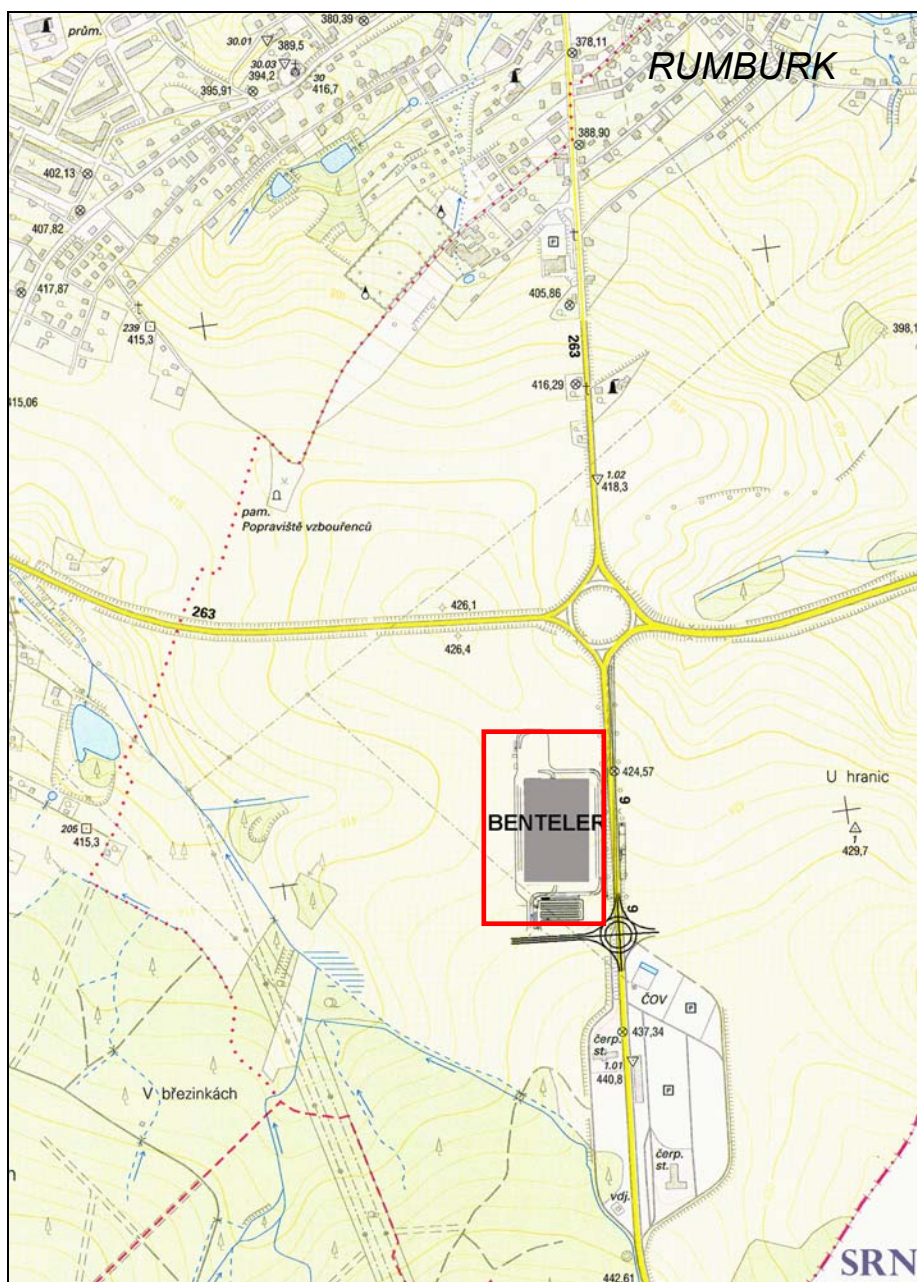 380,39
prům.
30.01
389,5
378,11
RUMBURK
30.03
394,2
30
416,7
395,91
388,90
402,13
407,82
417,87
405,86
239
415,3
263
398,1
416,29
415,06
1.02
418,3
pam.
Popraviště vzbouřenců
263
426,1
426,4
424,57
U hranic
9
BENTELER
1
429,7
205
415,3
9
ČOV
437,34
čerp.
st.
1.01
440,8
V březinkách
čerp.
st.
vdj.
SRN
442,61